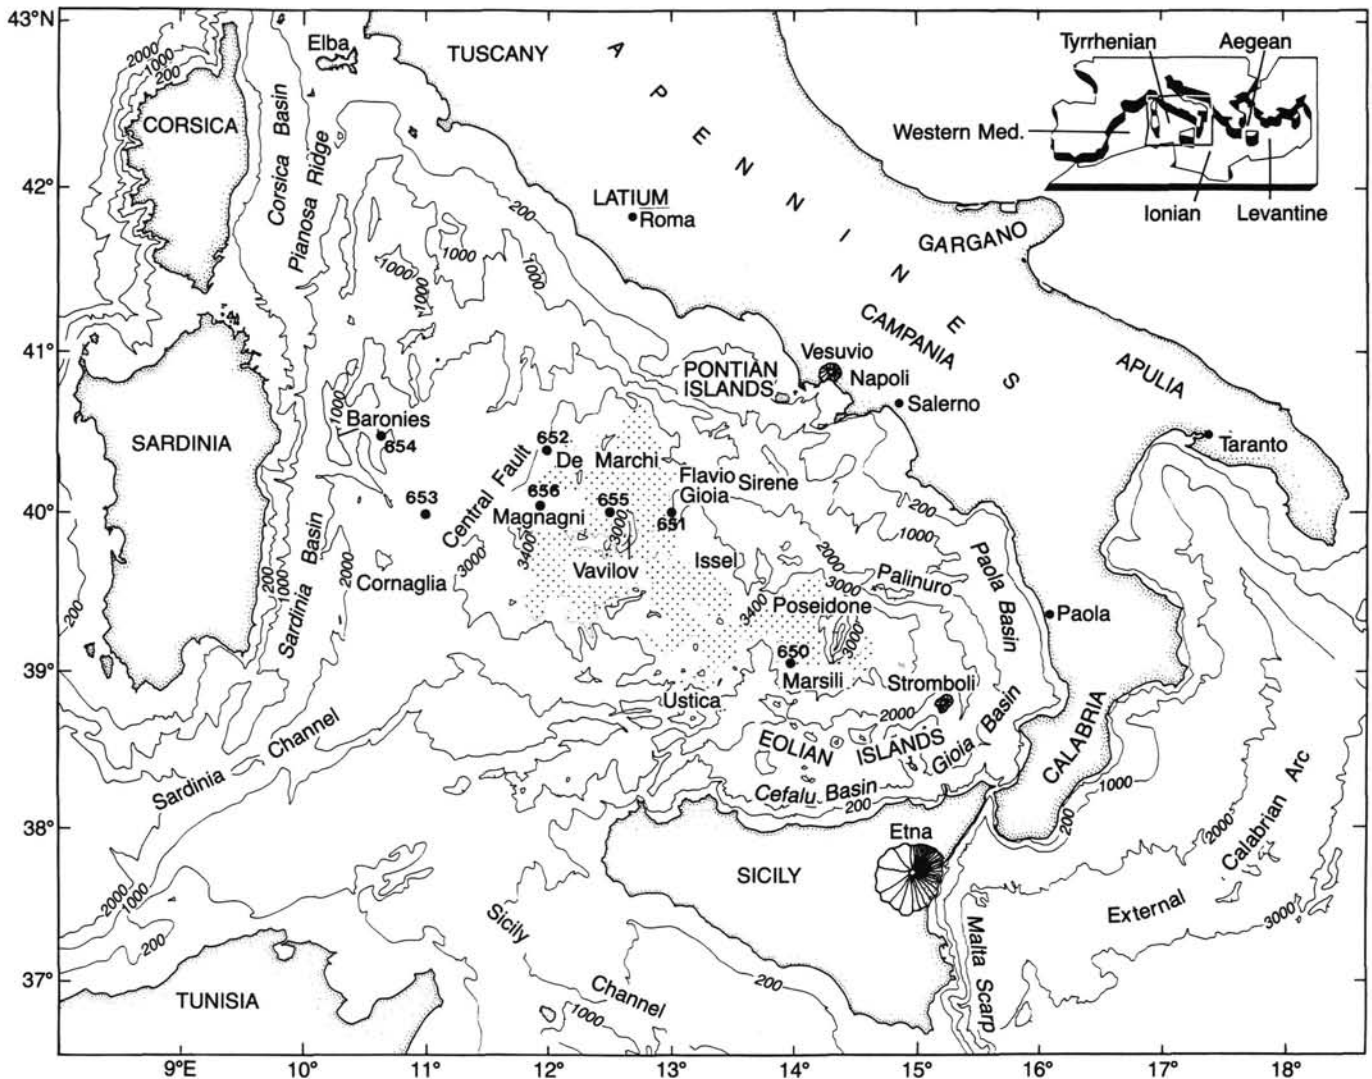 43°N
42°
41°
40°
39°
38°
37°
9°E
10°
11°
12°
13°
14°
15°
16°
17°
18°
Elba
TUSCANY
APENNINES
Tyrrhenian
Aegean
Western Med.
Ionian
Levantine
CORSICA
Corsica Basin
Pianosa Ridge
LATIUM
Roma
GARGANO
CAMPANIA
APULIA
PONTIAN
ISLANDS
Vesuvio
Napoli
Salerno
Taranto
SARDINIA
Baronies
654
653
652
De Marchi
656
Magnagni
655
651
Flavio
Gioia
Sirene
Central Fault
Sardinia Basin
Cornaglia
Vavilov
Issel
Palinuro
Paola Basin
Paola
Poseidone
650
Marsili
Stromboli
Ustica
EOLIAN ISLANDS
Gioia Basin
Cefalu Basin
CALABRIA
Sardinia Channel
Etna
SICILY
Sicily Channel
Malta Scarp
External Calabrian Arc
TUNISIA
2000
1000
200
200
1000
1000
1000
1000
1000
200
200
1000
2000
3000
3400
3000
200
1000
2000
3000
3400
3000
2000
200
200
1000
2000
3000
2000
1000
200
200
1000